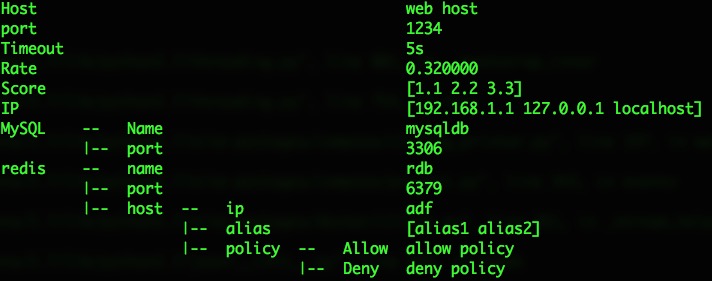 Host                                    web host
port                                    1234
Timeout                                 5s
Rate                                    0.320000
Score                                   [1.1 2.2 3.3]
IP                                      [192.168.1.1 127.0.0.1 localhost]
MySQL   --  Name                        mysqldb
        |-- port                        3306
redis   --  name                        rdb
        |-- port                        6379
        |-- host  --  ip                adf
                  |-- alias             [alias1 alias2]
                  |-- policy  --  Allow allow policy
                              |-- Deny  deny policy